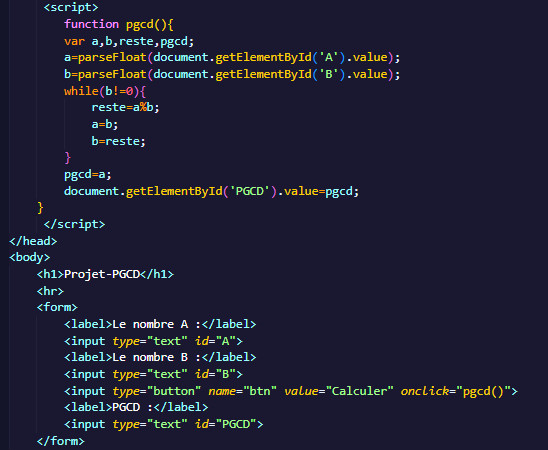 <script>
function pgcd(){
var a,b,reste,pgcd;
a=parseFloat(document.getElementById('A').value);
b=parseFloat(document.getElementById('B').value);
while(b!=0){
reste=a%b;
a=b;
b=reste;
}
pgcd=a;
document.getElementById('PGCD').value=pgcd;
}
</script>
</head>
<body>
<h1>Projet-PGCD</h1>
<hr>
<form>
<label>Le nombre A :</label>
<input type="text" id="A">
<label>Le nombre B :</label>
<input type="text" id="B">
<input type="button" name="btn" value="Calculer" onclick="pgcd()">
<label>PGCD :</label>
<input type="text" id="PGCD">
</form>